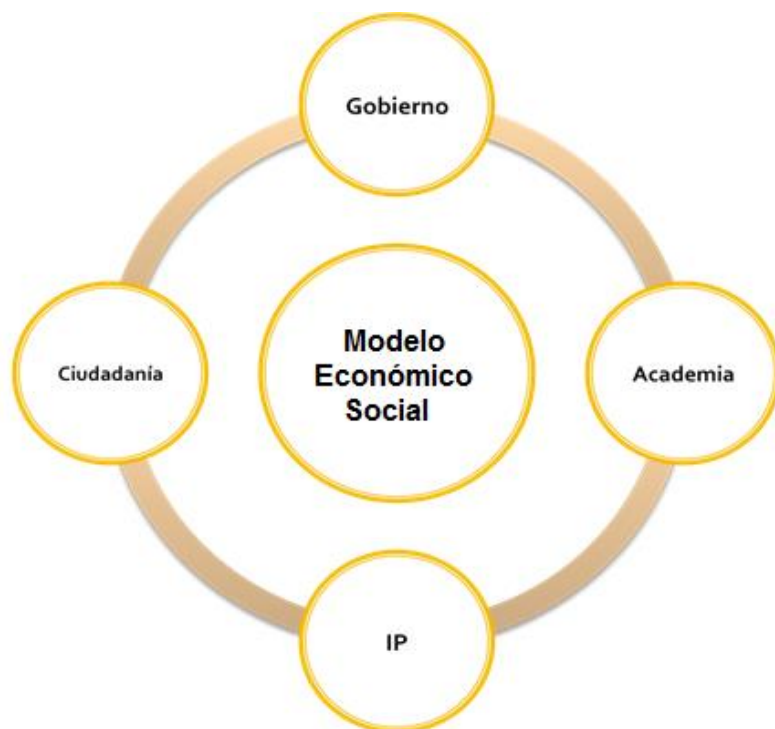 Gobierno
Ciudadanía
Modelo
Económico
Social
Academia
IP